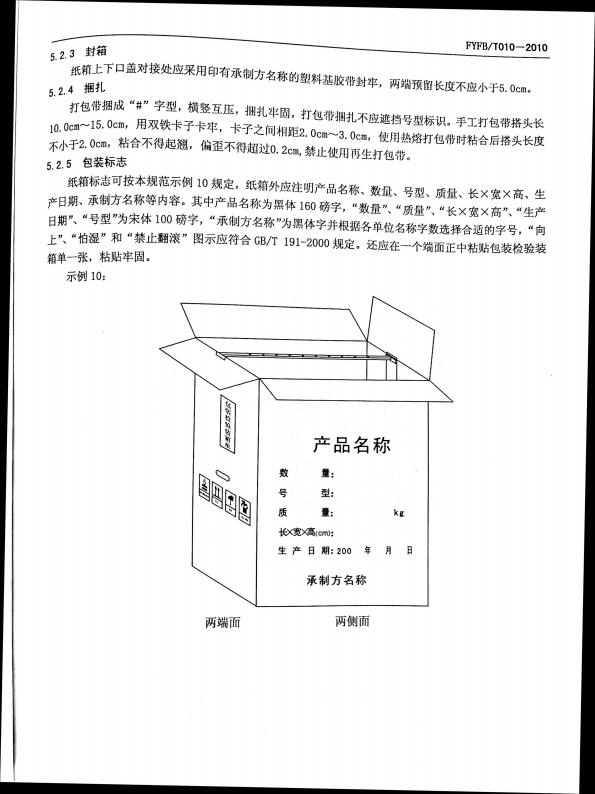 FYFB/T010—2010
5.2.3 封箱
纸箱上下口盖对接处应采用印有承制方名称的塑料基胶带封牢，两端预留长度不应小于5.0cm。
5.2.4 捆扎
打包带捆成“#”字型，横竖互压，捆扎牢固，打包带捆扎不应遮挡号型标识。手工打包带搭头长
10.0cm～15.0cm，用双铁卡子卡牢，卡子之间相距2.0cm～3.0cm，使用热熔打包带时粘合后搭头长度
不小于2.0cm，粘合不得起翘，偏歪不得超过0.2cm,禁止使用再生打包带。
5.2.5 包装标志
纸箱标志可按本规范示例 10 规定，纸箱外应注明产品名称、数量、号型、质量、长×宽×高、生
产日期、承制方名称等内容。其中产品名称为黑体 160 磅字，“数量”、“质量”、“长×宽×高”、“生产
日期”、“号型”为宋体 100 磅字，“承制方名称”为黑体字并根据各单位名称字数选择合适的字号，“向
上”、“怕湿”和“禁止翻滚”图示应符合 GB/T 191-2000 规定。还应在一个端面正中粘贴包装检验装
箱单一张，粘贴牢固。
示例 10：
包装检验装箱单
产品名称
数 量：
号 型：
质 量： kg
长×宽×高(cm)：
生 产 日 期：200 年 月 日
承制方名称
两端面
两侧面